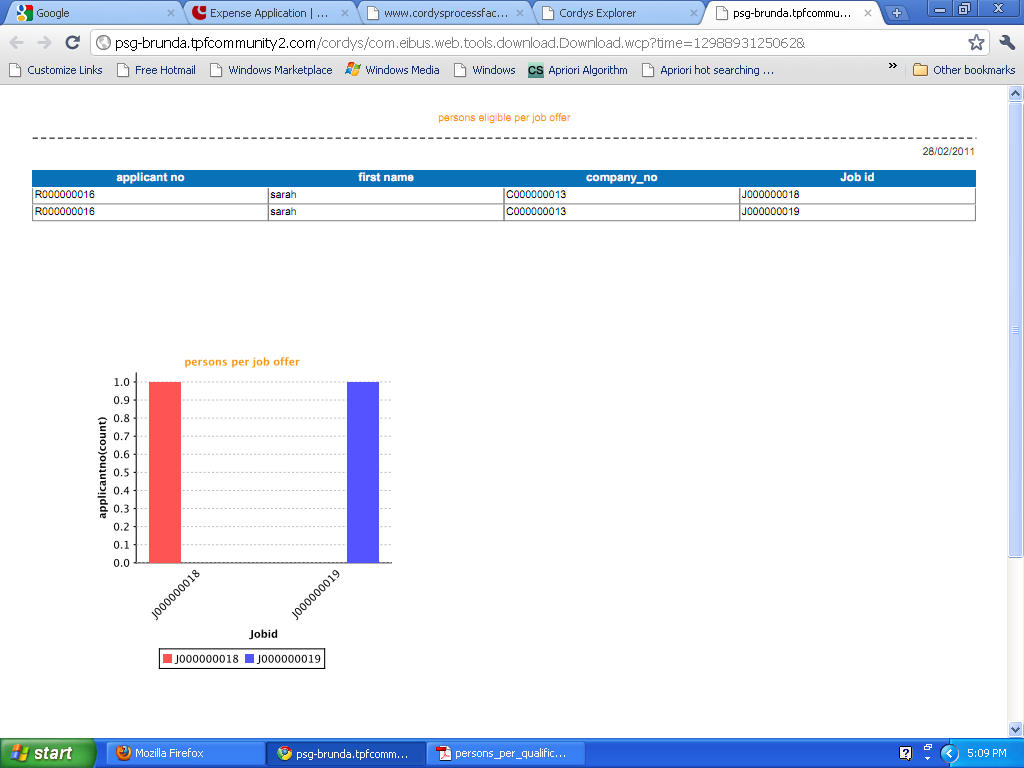 Google
Expense Application | ...
www.cordysprocessfac...
Cordys Explorer
psg-brunda.tpfcommu...
psg-brunda.tpfcommunity2.com/cordys/com.eibus.web.tools.download.Download.wcp?time=1298893125062&
Customize Links
Free Hotmail
Windows Marketplace
Windows Media
Windows
CS Apriori Algorithm
Apriori hot searching ...
»
Other bookmarks
persons eligible per job offer
28/02/2011
applicant no first name company_no Job id
R000000016 sarah C000000013 J000000018
R000000016 sarah C000000013 J000000019
persons per job offer
applicantno(count)
1.0
0.9
0.8
0.7
0.6
0.5
0.4
0.3
0.2
0.1
0.0
J000000018
J000000019
Jobid
J000000018 J000000019
start
Mozilla Firefox
psg-brunda.tpfcomm...
persons_per_qualific...
5:09 PM